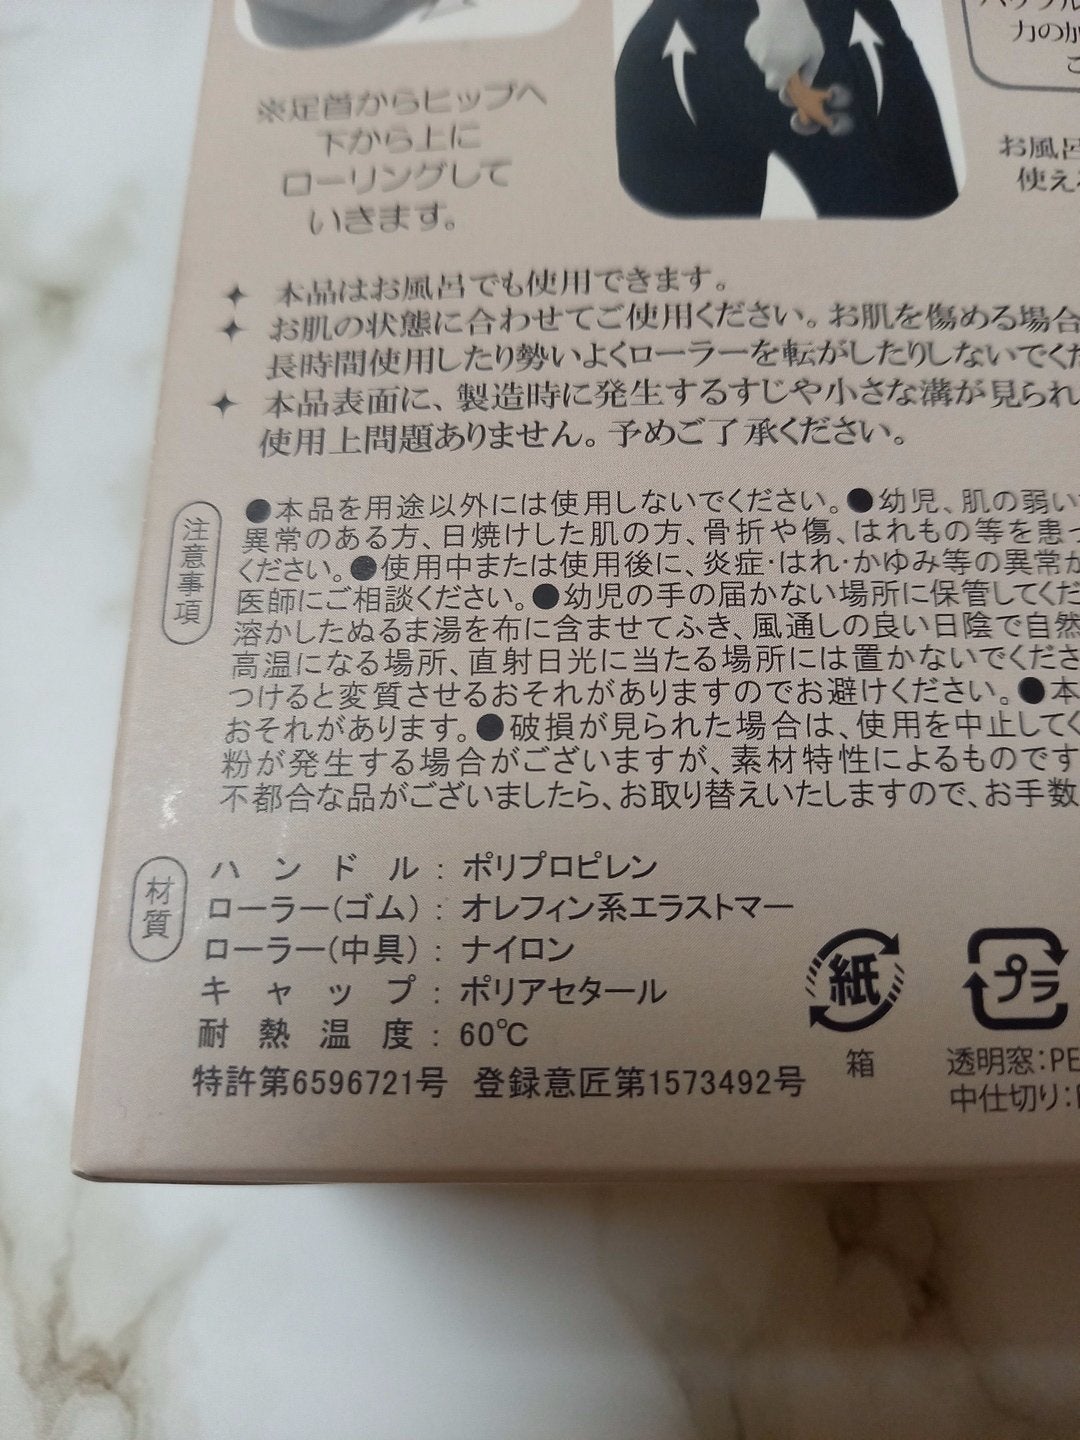 ※足首からヒップへ
下から上に
ローリングして
いきます。
力の加
お風呂
使え
✦ 本品はお風呂でも使用できます。
✦ お肌の状態に合わせてご使用ください。お肌を傷める場合
長時間使用したり勢いよくローラーを転がしたりしないでくだ
✦ 本品表面に、製造時に発生するすじや小さな溝が見られ
使用上問題ありません。予めご了承ください。
注意事項
●本品を用途以外には使用しないでください。●幼児、肌の弱い
異常のある方、日焼けした肌の方、骨折や傷、はれもの等を患っ
ください。●使用中または使用後に、炎症・はれ・かゆみ等の異常が
医師にご相談ください。●幼児の手の届かない場所に保管してくだ
溶かしたぬるま湯を布に含ませてふき、風通しの良い日陰で自然
高温になる場所、直射日光に当たる場所には置かないでくださ
つけると変質させるおそれがありますのでお避けください。●本
おそれがあります。●破損が見られた場合は、使用を中止してく
粉が発生する場合がございますが、素材特性によるものです
不都合な品がございましたら、お取り替えいたしますので、お手数
材質
ハンドル：ポリプロピレン
ローラー(ゴム)：オレフィン系エラストマー
ローラー(中具)：ナイロン
キャップ：ポリアセタール
耐熱温度：60℃
特許第6596721号 登録意匠第1573492号
紙
箱
プラ
透明窓：PE
中仕切り：